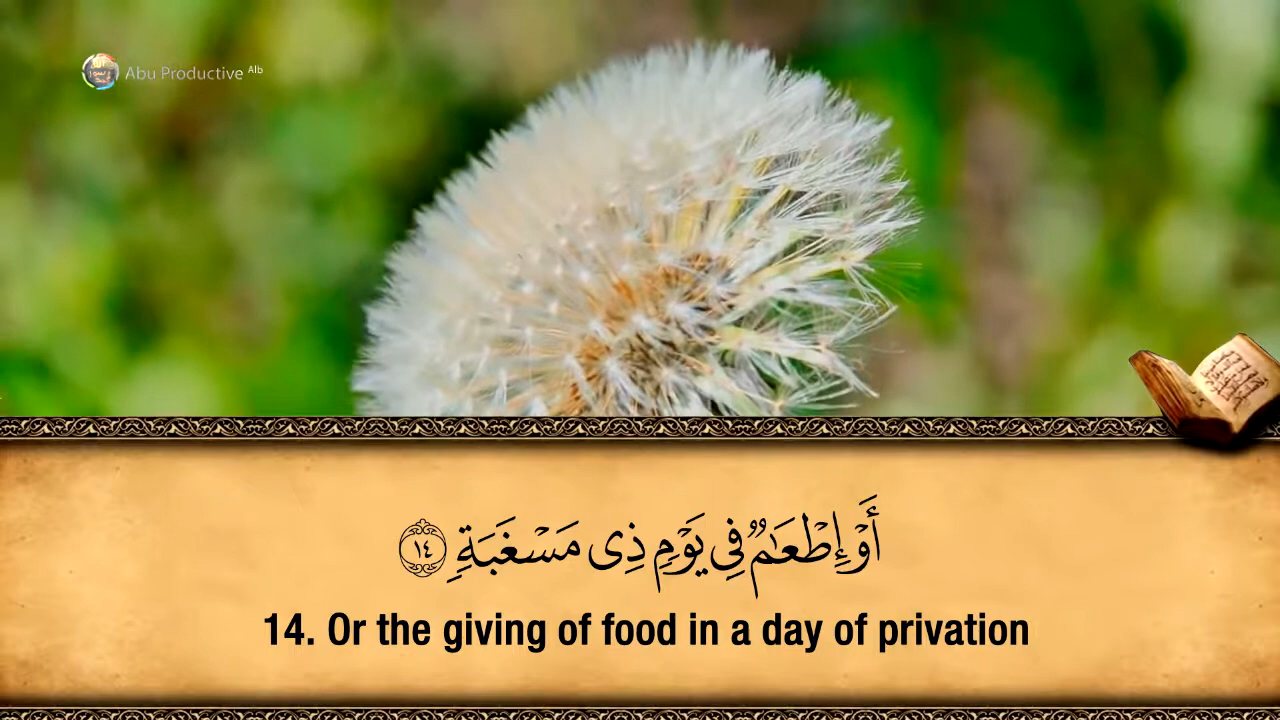 Abu Productive Alb
أَوْ إِطْعَـٰمٌ فِى يَوْمٍ ذِى مَسْغَبَةٍ ١٤
14. Or the giving of food in a day of privation